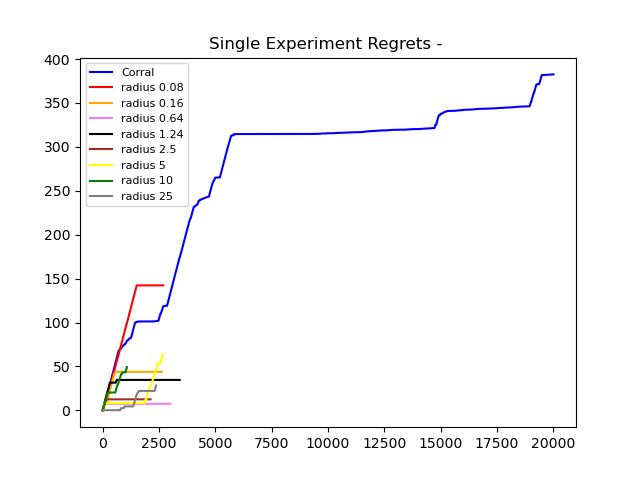 Single Experiment Regrets -
400
350
300
250
200
150
100
50
0
Corral
radius 0.08
radius 0.16
radius 0.64
radius 1.24
radius 2.5
radius 5
radius 10
radius 25
0 2500 5000 7500 10000 12500 15000 17500 20000